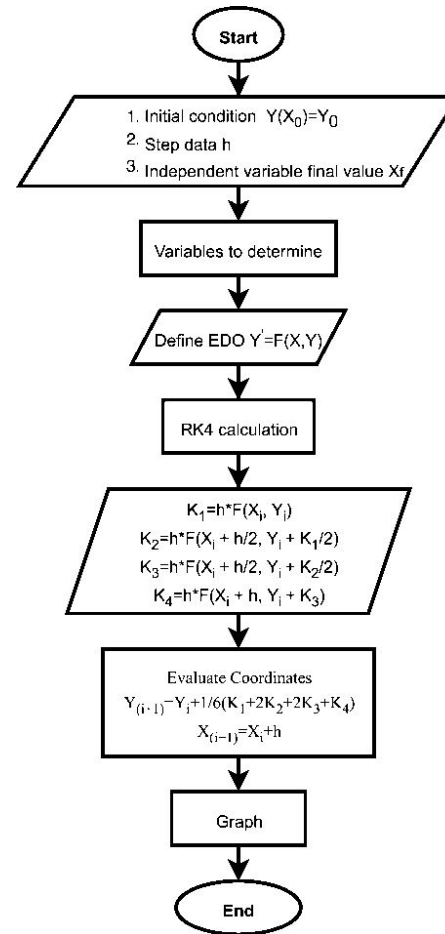 Start
1. Initial condition Y(X₀)=Y₀
2. Step data h
3. Independent variable final value Xf
Variables to determine
Define EDO Y'=F(X,Y)
RK4 calculation
K₁=h*F(Xᵢ, Yᵢ)
K₂=h*F(Xᵢ + h/2, Yᵢ + K₁/2)
K₃=h*F(Xᵢ + h/2, Yᵢ + K₂/2)
K₄=h*F(Xᵢ + h, Yᵢ + K₃)
Evaluate Coordinates
Y₍ᵢ₊₁₎=Yᵢ+1/6(K₁+2K₂+2K₃+K₄)
X₍ᵢ₊₁₎=Xᵢ+h
Graph
End